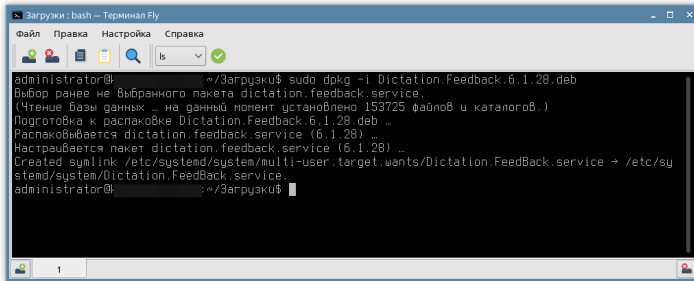 Загрузки : bash — Терминал Fly
Файл Правка Настройка Справка
ls
administrator@ ~/Загрузки$ sudo dpkg -i Dictation.Feedback.6.1.28.deb
Выбор ранее не выбранного пакета dictation.feedback.service.
(Чтение базы данных … на данный момент установлено 153725 файлов и каталогов.)
Подготовка к распаковке Dictation.Feedback.6.1.28.deb …
Распаковывается dictation.feedback.service (6.1.28) …
Настраивается пакет dictation.feedback.service (6.1.28) …
Created symlink /etc/systemd/system/multi-user.target.wants/Dictation.FeedBack.service → /etc/sy
stemd/system/Dictation.FeedBack.service.
administrator@ :~/Загрузки$
1